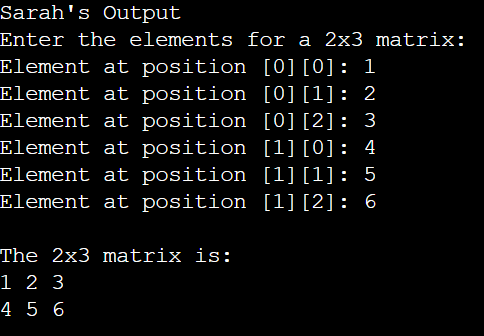 Sarah's Output
Enter the elements for a 2x3 matrix:
Element at position [0][0]: 1
Element at position [0][1]: 2
Element at position [0][2]: 3
Element at position [1][0]: 4
Element at position [1][1]: 5
Element at position [1][2]: 6
The 2x3 matrix is:
1 2 3
4 5 6